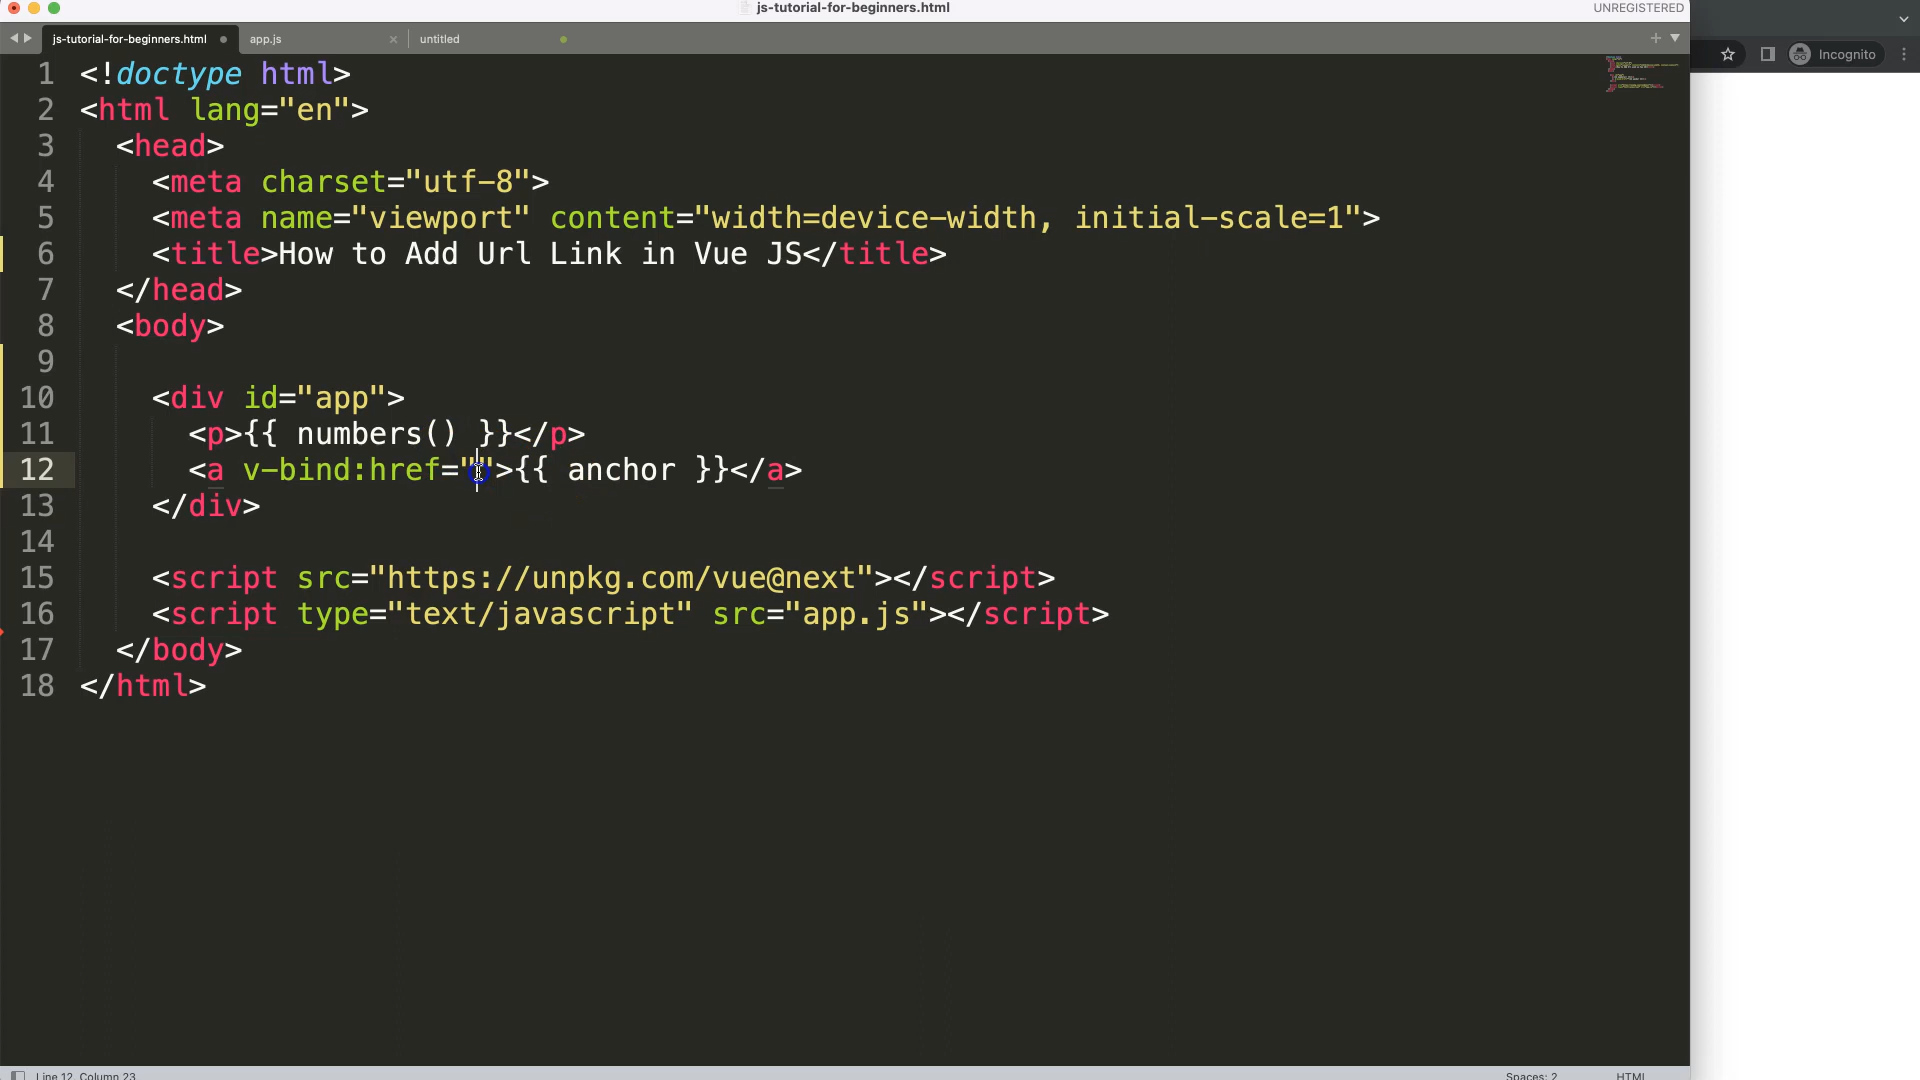 js-tutorial-for-beginners.html
UNREGISTERED
js-tutorial-for-beginners.html app.js untitled
Incognito
1 <!doctype html>
2 <html lang="en">
3 <head>
4 <meta charset="utf-8">
5 <meta name="viewport" content="width=device-width, initial-scale=1">
6 <title>How to Add Url Link in Vue JS</title>
7 </head>
8 <body>
9
10 <div id="app">
11 <p>{{ numbers() }}</p>
12 <a v-bind:href="">{{ anchor }}</a>
13 </div>
14
15 <script src="https://unpkg.com/vue@next"></script>
16 <script type="text/javascript" src="app.js"></script>
17 </body>
18 </html>
Line 12, Column 23 Spaces: 2 HTML